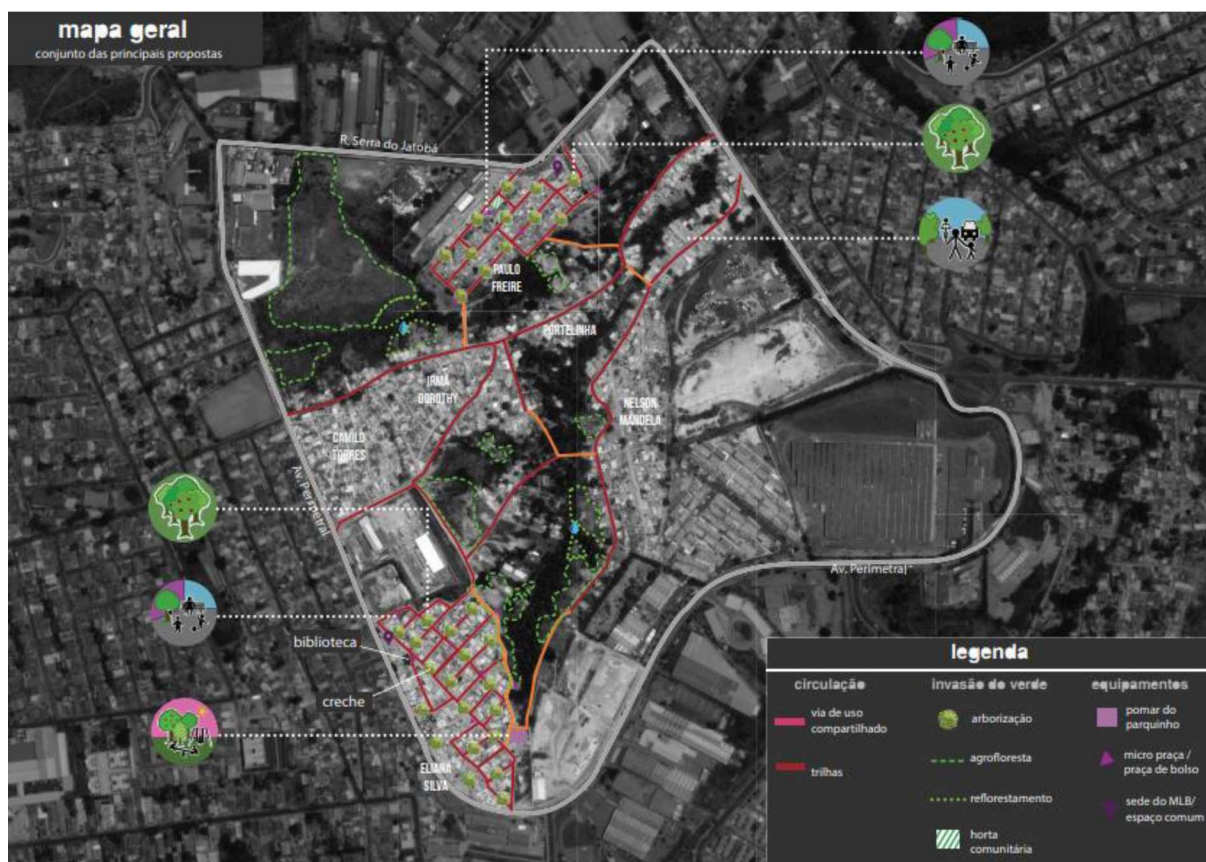 mapa geral
conjunto das principais propostas
R. Serra do Jatobá
PAULO
FREIRE
PORTELINHA
IRMÃ
DOROTHY
NELSON
MANDELA
CAMILO
TORRES
Av. Perimetral
Av. Perimetral
biblioteca
creche
ELIANA
SILVA
legenda
circulação
via de uso
compartilhado
trilhas
invasão do verde
arborização
agrofloresta
reflorestamento
horta
comunitária
equipamentos
pomar do
parquinho
micro praça /
praça de bolso
sede do MLB/
espaço comum